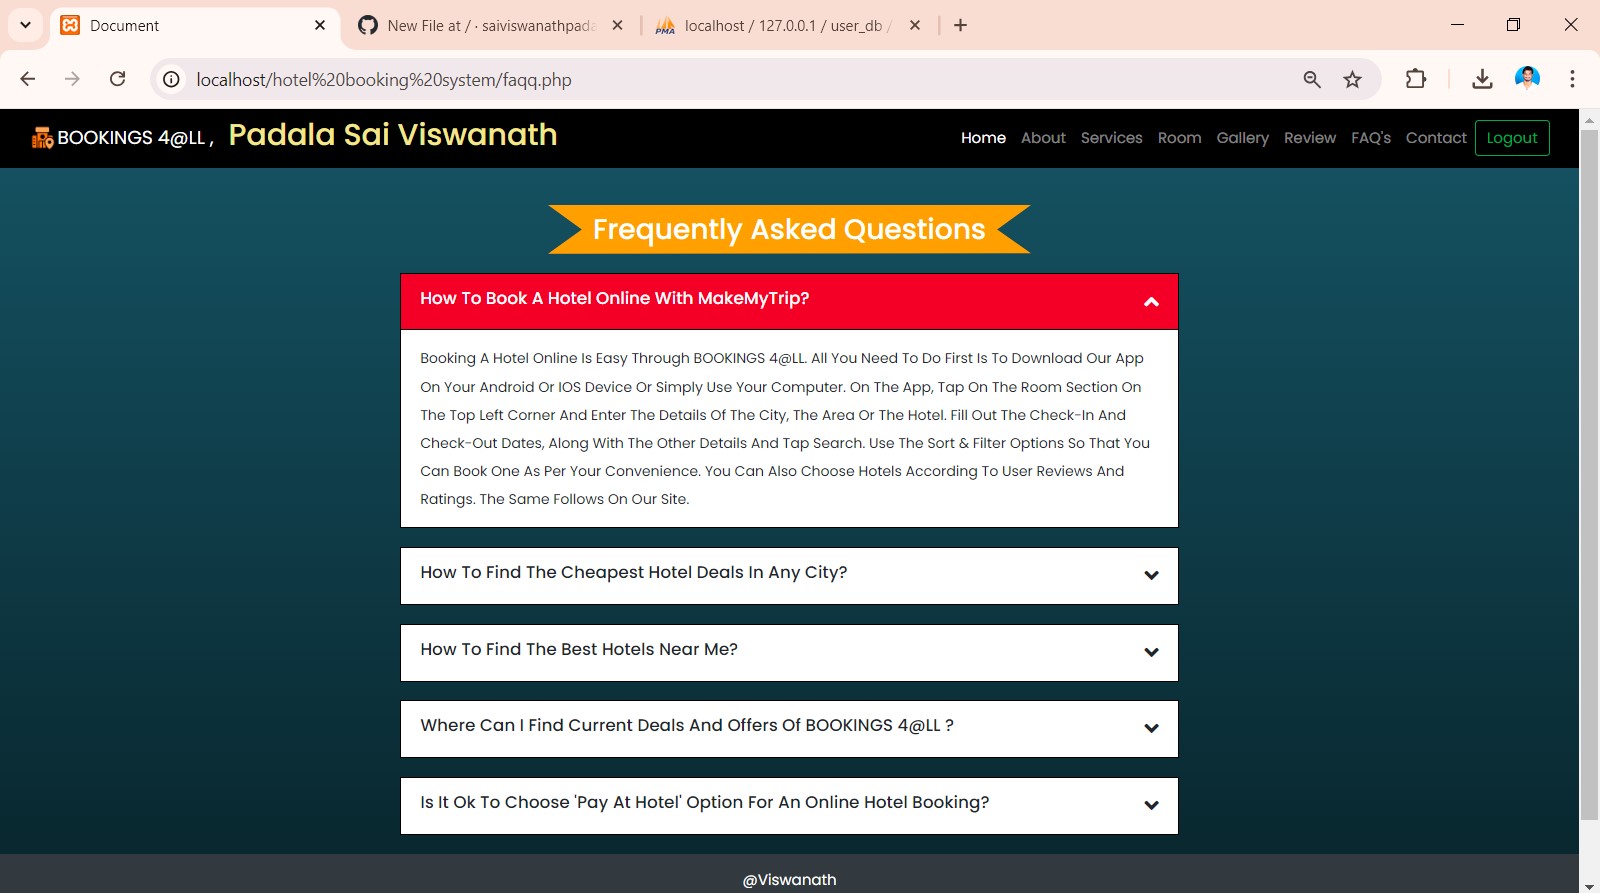 Document
New File at / · saiviswanathpada
localhost / 127.0.0.1 / user_db /
localhost/hotel%20booking%20system/faqq.php
BOOKINGS 4@LL , Padala Sai Viswanath
Home About Services Room Gallery Review FAQ's Contact Logout
Frequently Asked Questions
How To Book A Hotel Online With MakeMyTrip?
Booking A Hotel Online Is Easy Through BOOKINGS 4@LL. All You Need To Do First Is To Download Our App
On Your Android Or IOS Device Or Simply Use Your Computer. On The App, Tap On The Room Section On
The Top Left Corner And Enter The Details Of The City, The Area Or The Hotel. Fill Out The Check-In And
Check-Out Dates, Along With The Other Details And Tap Search. Use The Sort & Filter Options So That You
Can Book One As Per Your Convenience. You Can Also Choose Hotels According To User Reviews And
Ratings. The Same Follows On Our Site.
How To Find The Cheapest Hotel Deals In Any City?
How To Find The Best Hotels Near Me?
Where Can I Find Current Deals And Offers Of BOOKINGS 4@LL ?
Is It Ok To Choose 'Pay At Hotel' Option For An Online Hotel Booking?
@Viswanath